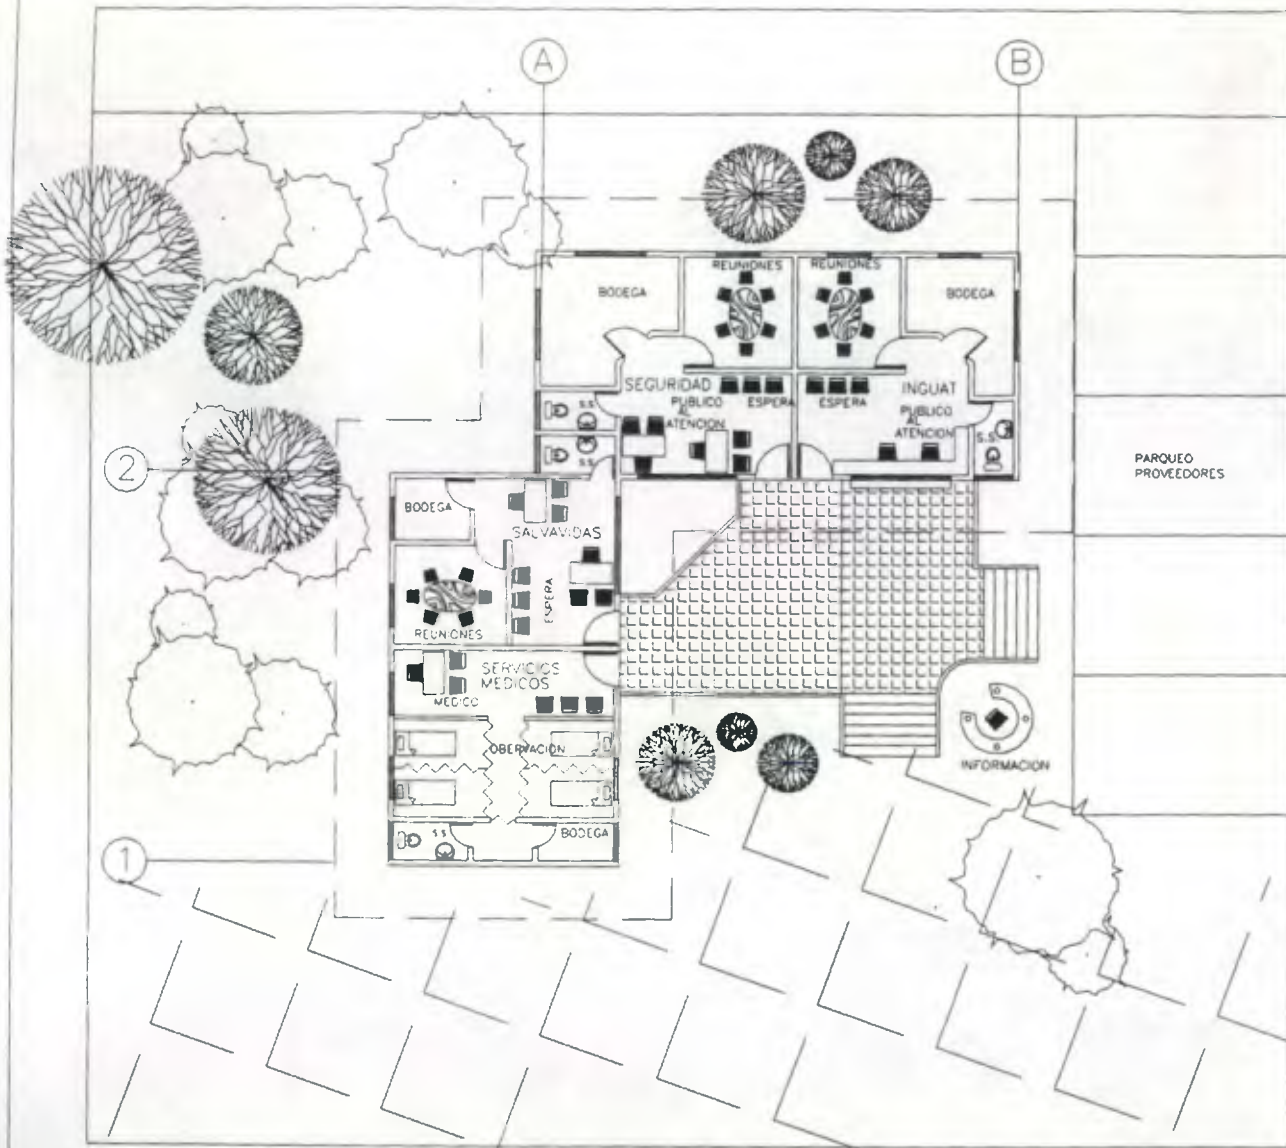 A
B
REUNIONES
REUNIONES
BODEGA
BODEGA
SEGURIDAD
INGUAT
ESPERA
ESPERA
PUBLICO
AL
ATENCION
PUBLICO
AL
ATENCION
S.S.
S.S.
S.S.
2
PARQUEO
PROVEEDORES
BODEGA
SALVAVIDAS
ESPERA
REUNIONES
SERVICIOS
MEDICOS
MEDICO
OBERVACION
INFORMACION
S.S
BODEGA
1